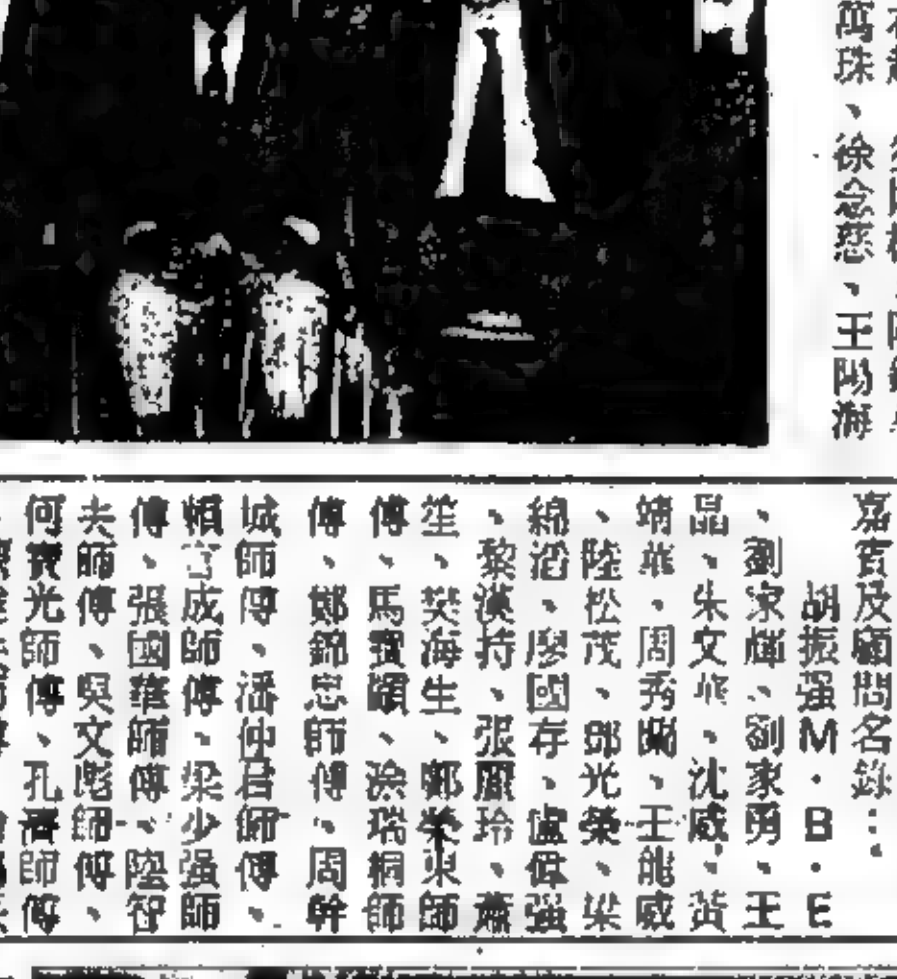 萬珠、徐念慈、王陽海
嘉賓及顧問名錄：
胡振强M．B．E
、劉家輝、劉家勇、王
晶、朱文華、沈威、黃
靖華、周秀蘭、王龍威
、陸松茂、鄧光榮、梁
綿滔、廖國存、盧偉強
、黎漢持、張鳳玲、蕭
笙、樊海生、鄭榮東師
傅、馬寶顯、涂瑞桐師
傅、鄭錦忠師傅、周幹
城師傅、潘仲君師傅、
賴官成師傅、梁少强師
傅、張國華師傅、陸智
夫師傅、吳文彪師傅、
何寶光師傅、孔 師傅